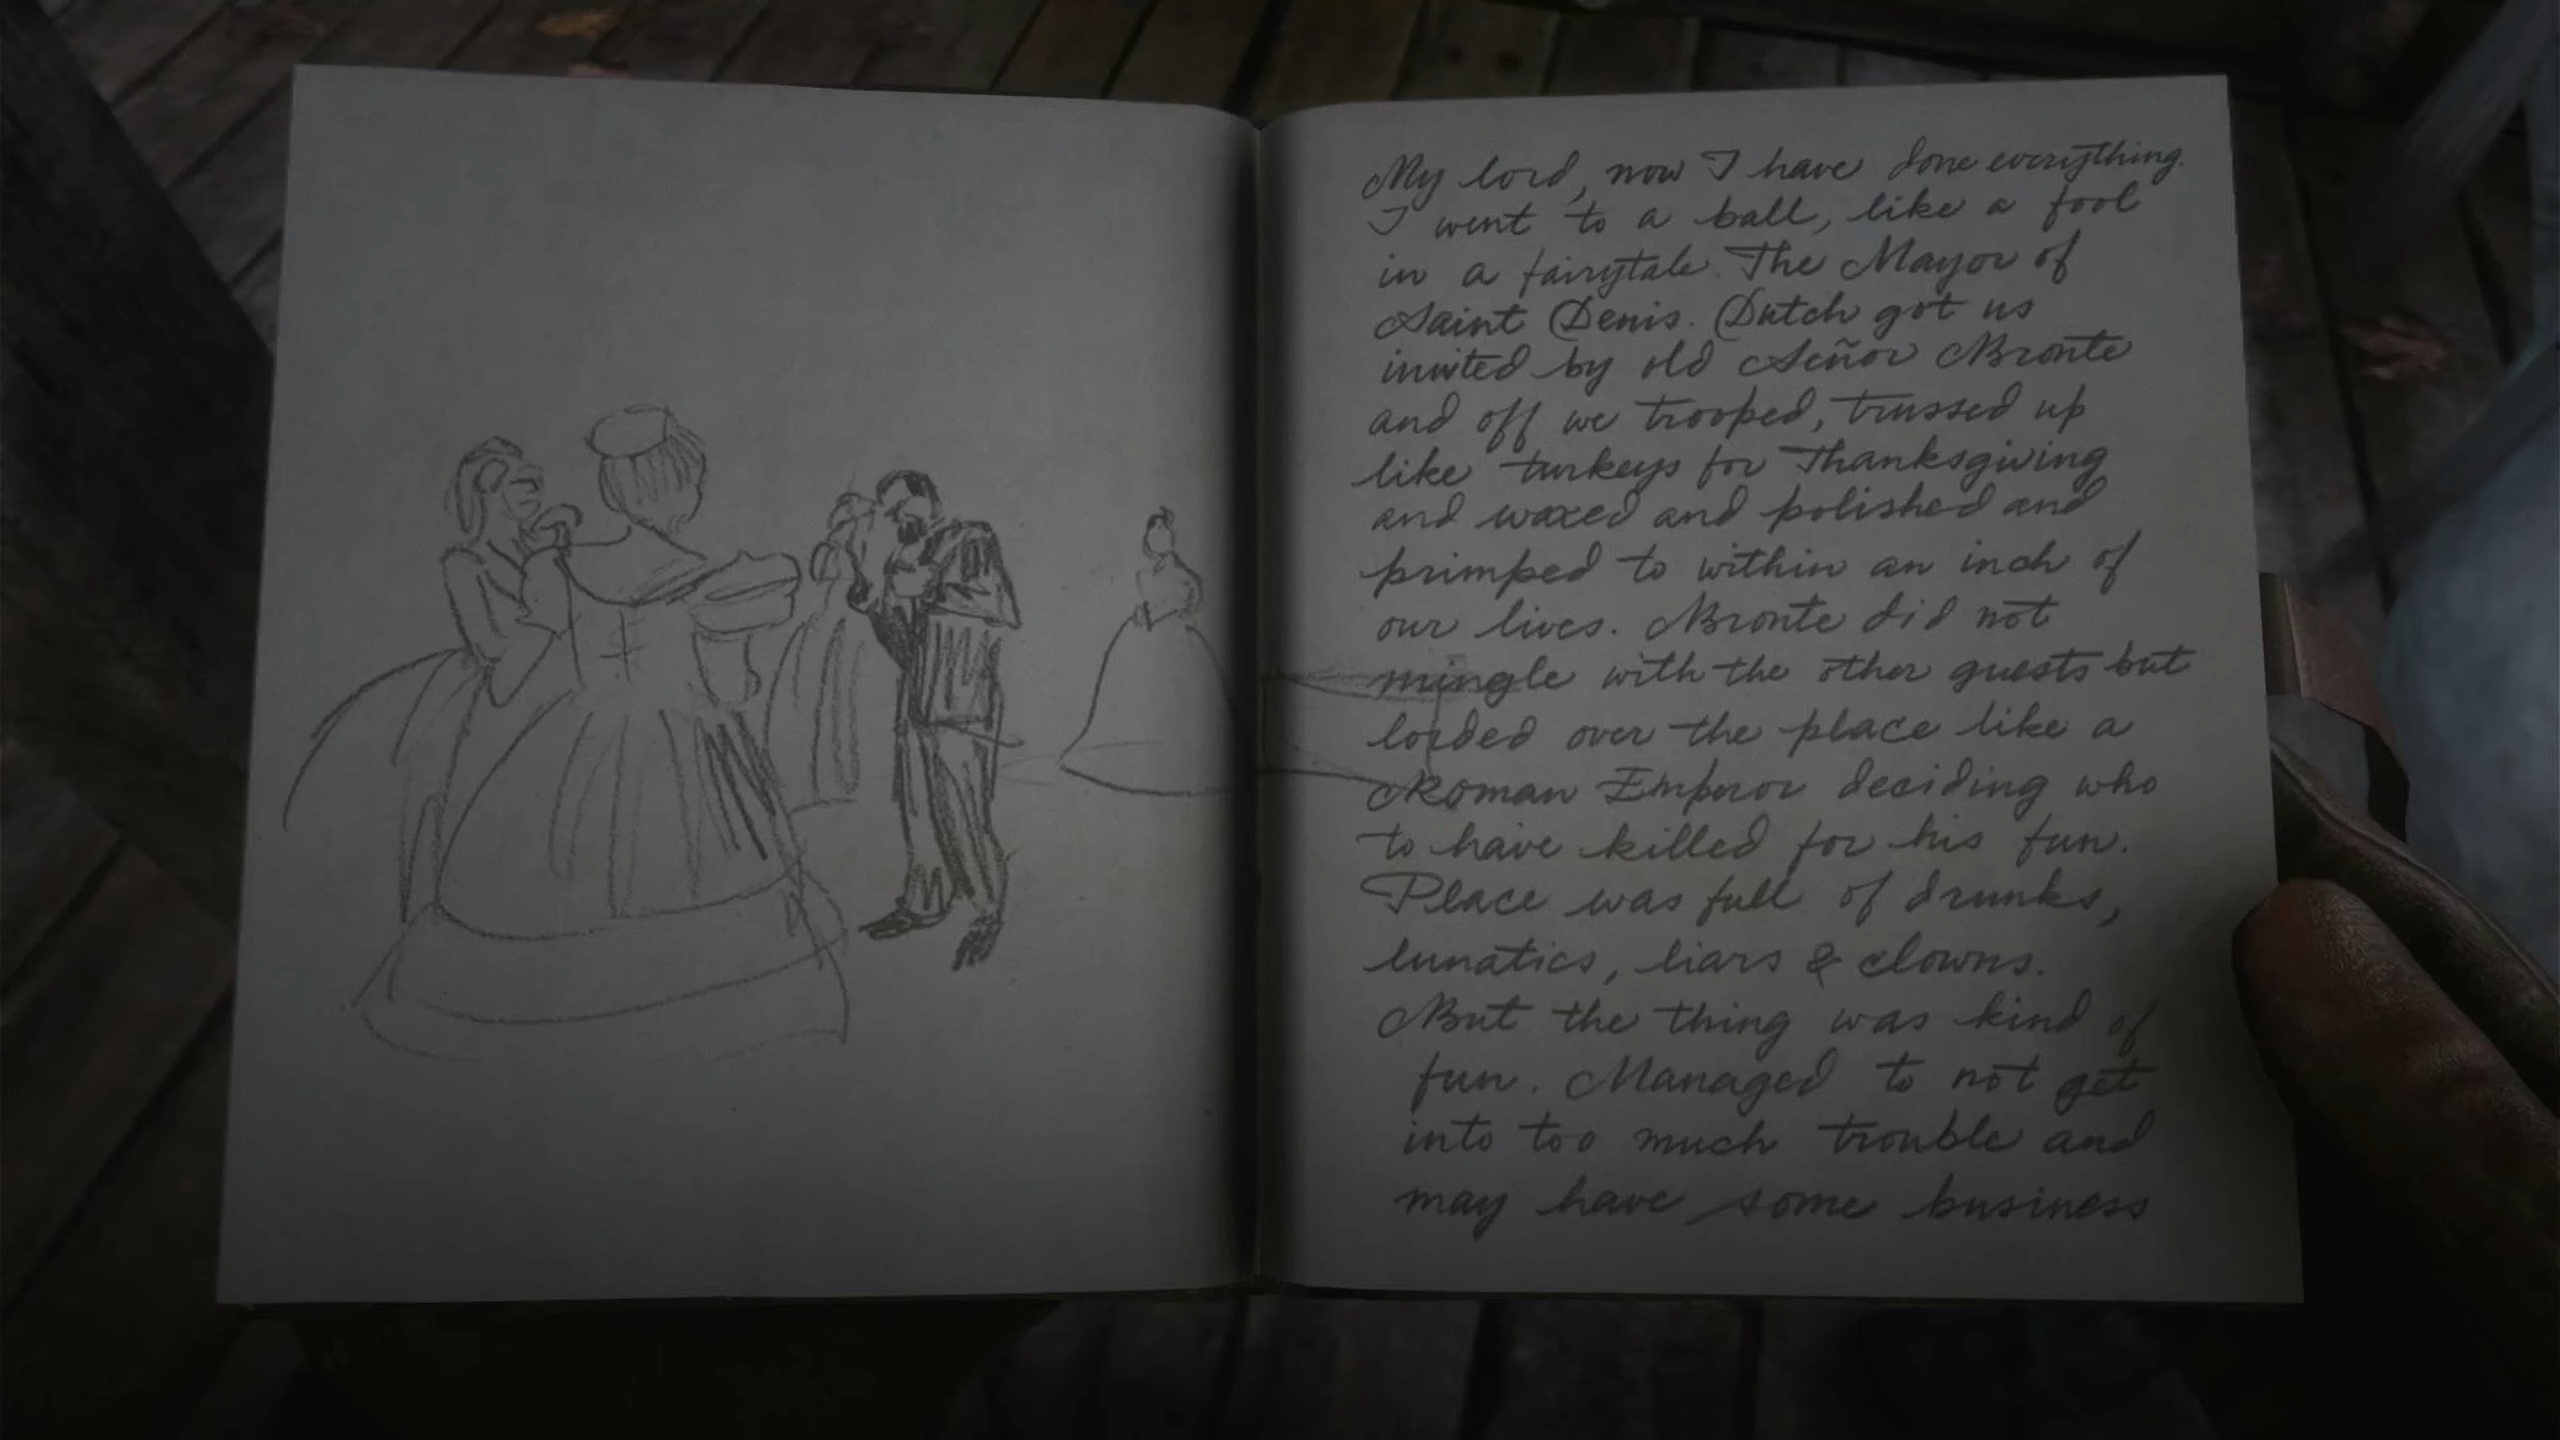 My lord, now I have done everything.
I went to a ball, like a fool
in a fairytale. The Mayor of
Saint Denis. Dutch got us
invited by old Señor Bronte
and off we trooped, trussed up
like turkeys for Thanksgiving
and waxed and polished and
primped to within an inch of
our lives. Bronte did not
mingle with the other guests but
lorded over the place like a
Roman Emperor deciding who
to have killed for his fun.
Place was full of drunks,
lunatics, liars & clowns.
But the thing was kind of
fun. Managed to not get
into too much trouble and
may have some business